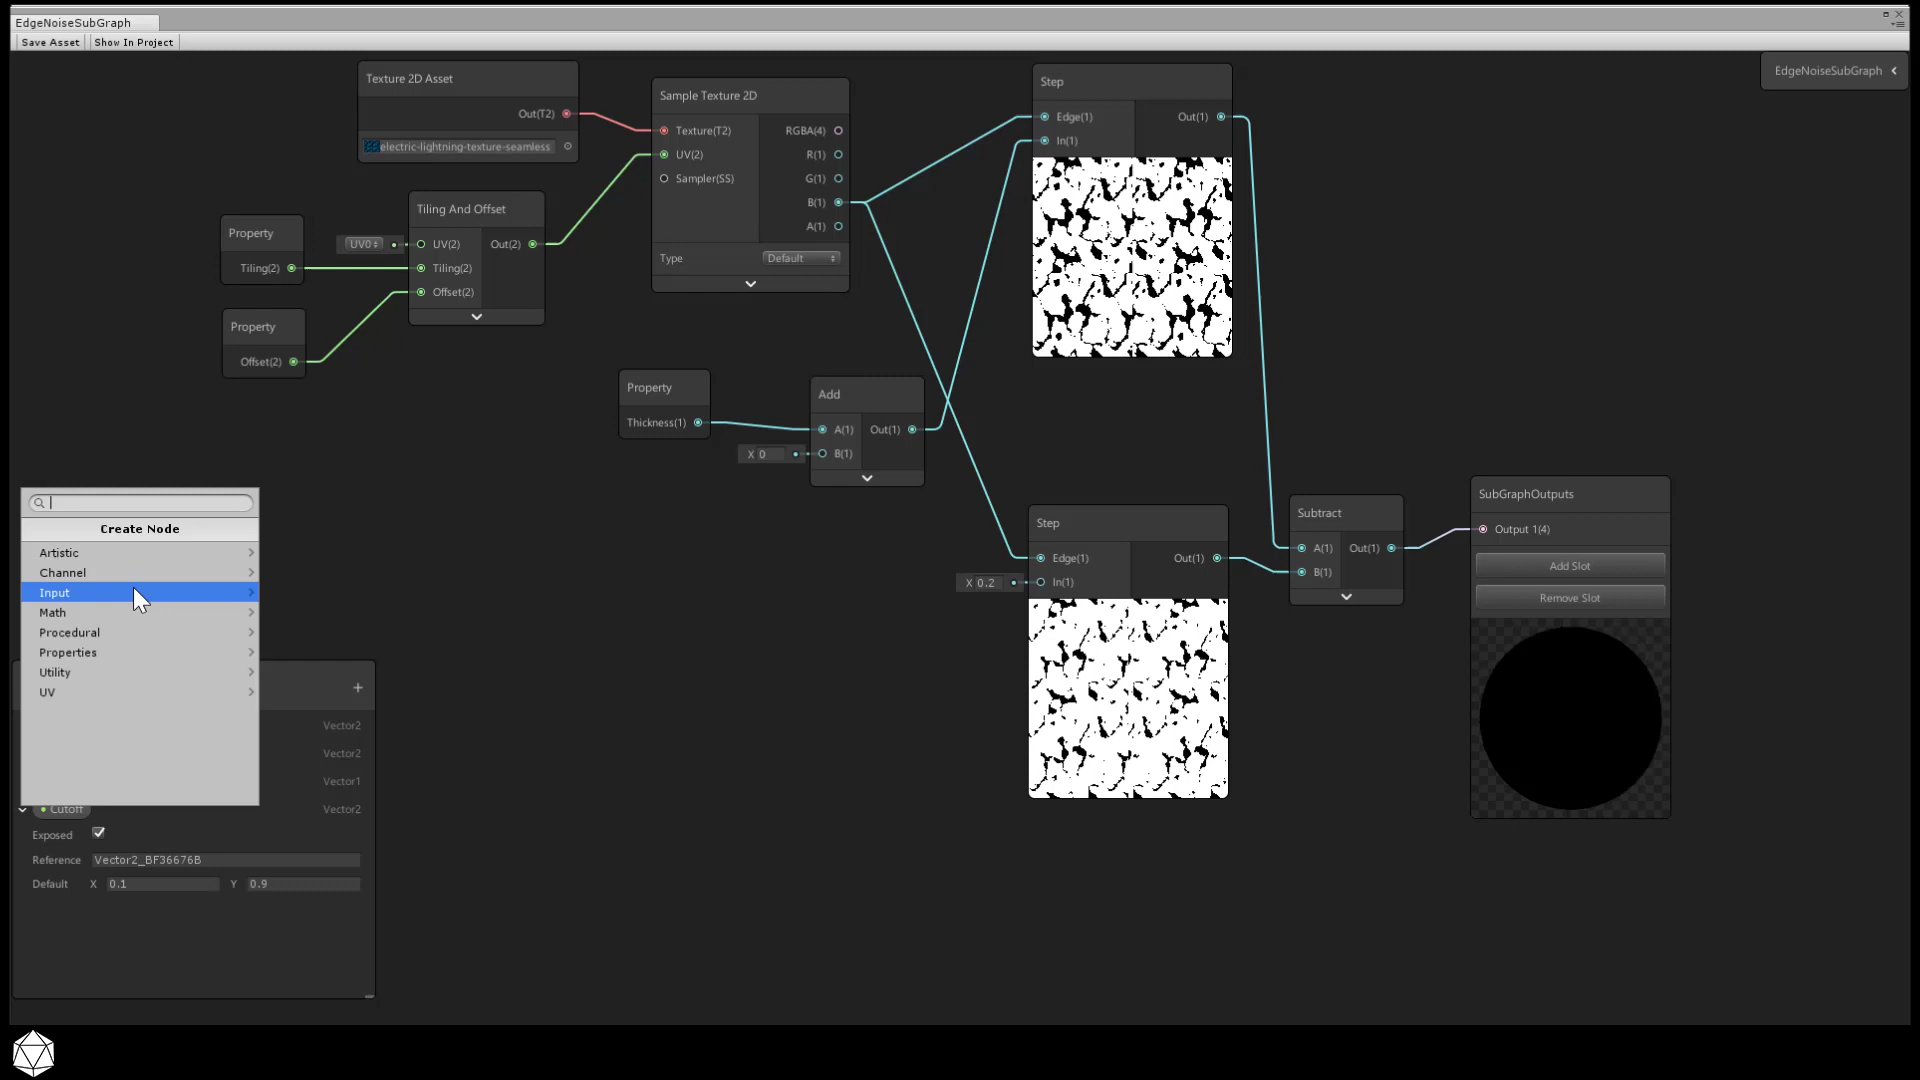 EdgeNoiseSubGraph
Save Asset
Show In Project
EdgeNoiseSubGraph
Texture 2D Asset
Out(T2)
electric-lightning-texture-seamless
Sample Texture 2D
Texture(T2)
RGBA(4)
UV(2)
R(1)
Sampler(SS)
G(1)
B(1)
A(1)
Type
Default
Step
Edge(1)
Out(1)
In(1)
Property
Tiling(2)
Tiling And Offset
UV0
UV(2)
Out(2)
Tiling(2)
Offset(2)
Property
Offset(2)
Property
Thickness(1)
Add
A(1)
Out(1)
X 0
B(1)
Create Node
Artistic
Channel
Input
Math
Procedural
Properties
Utility
UV
Vector2
Vector2
Vector1
Cutoff
Vector2
Exposed
Reference
Vector2_BF36676B
Default
X
0.1
Y
0.9
Step
Edge(1)
Out(1)
X 0.2
In(1)
Subtract
A(1)
Out(1)
B(1)
SubGraphOutputs
Output 1(4)
Add Slot
Remove Slot